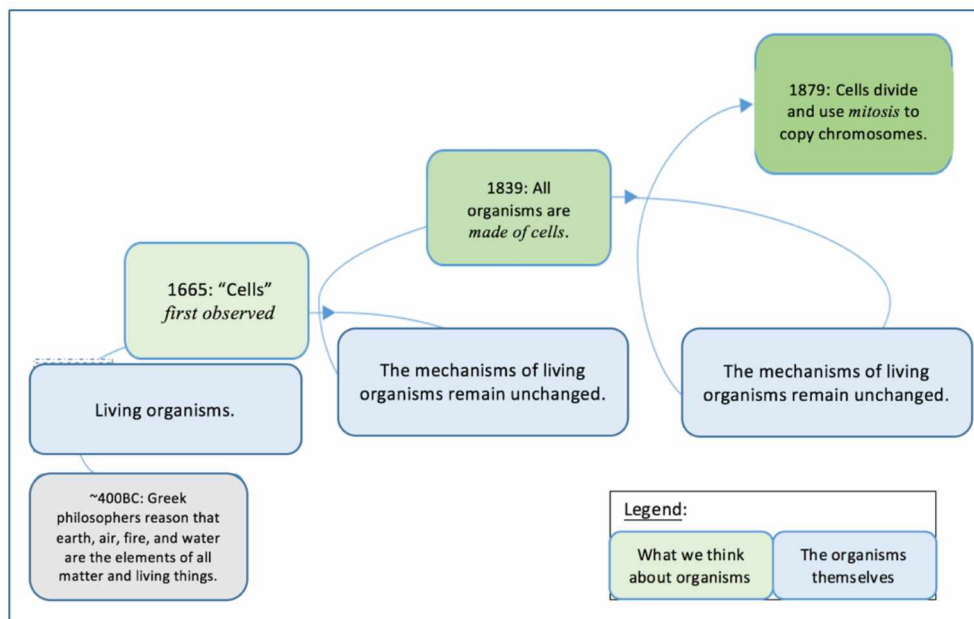 1879: Cells divide
and use mitosis to
copy chromosomes.
1839: All
organisms are
made of cells.
1665: “Cells”
first observed
The mechanisms of living
organisms remain unchanged.
The mechanisms of living
organisms remain unchanged.
Living organisms.
~400BC: Greek
philosophers reason that
earth, air, fire, and water
are the elements of all
matter and living things.
Legend:
What we think
about organisms
The organisms
themselves